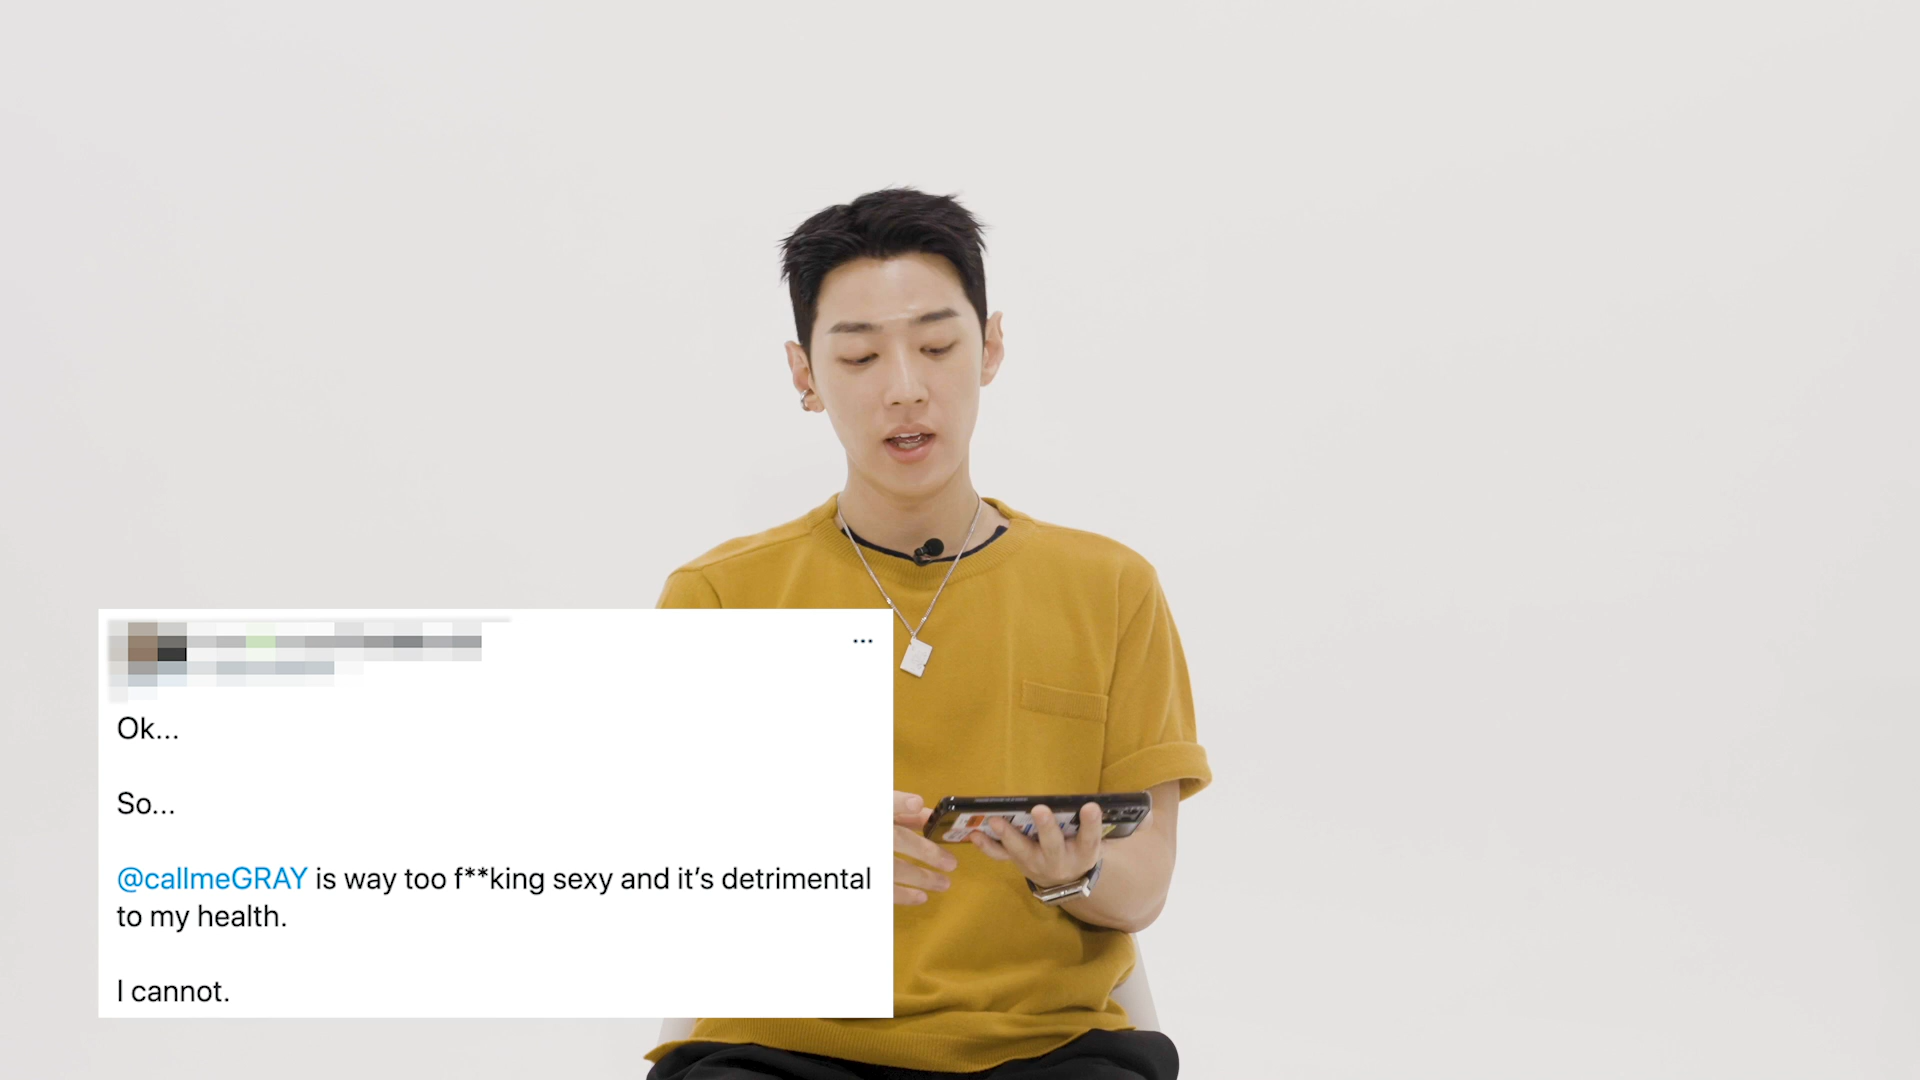 Ok...
So...
@callmeGRAY is way too f**king sexy and it's detrimental
to my health.
I cannot.